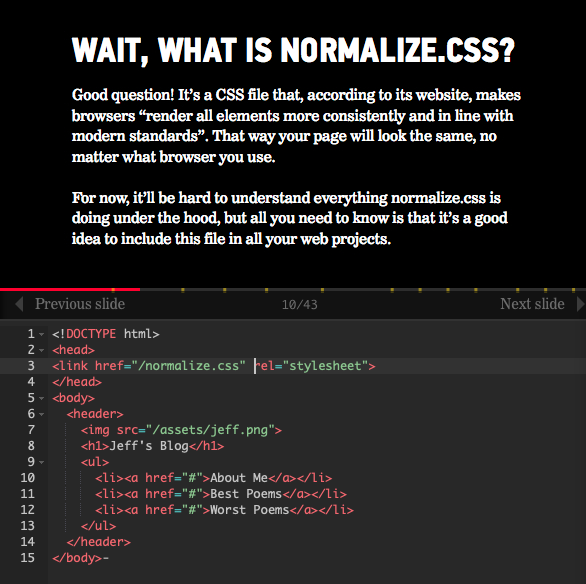 WAIT, WHAT IS NORMALIZE.CSS?
Good question! It’s a CSS file that, according to its website, makes
browsers “render all elements more consistently and in line with
modern standards”. That way your page will look the same, no
matter what browser you use.
For now, it’ll be hard to understand everything normalize.css is
doing under the hood, but all you need to know is that it’s a good
idea to include this file in all your web projects.
Previous slide 10/43 Next slide
1 <!DOCTYPE html>
2 <head>
3 <link href="/normalize.css" rel="stylesheet">
4 </head>
5 <body>
6 <header>
7 <img src="/assets/jeff.png">
8 <h1>Jeff's Blog</h1>
9 <ul>
10 <li><a href="#">About Me</a></li>
11 <li><a href="#">Best Poems</a></li>
12 <li><a href="#">Worst Poems</a></li>
13 </ul>
14 </header>
15 </body>-